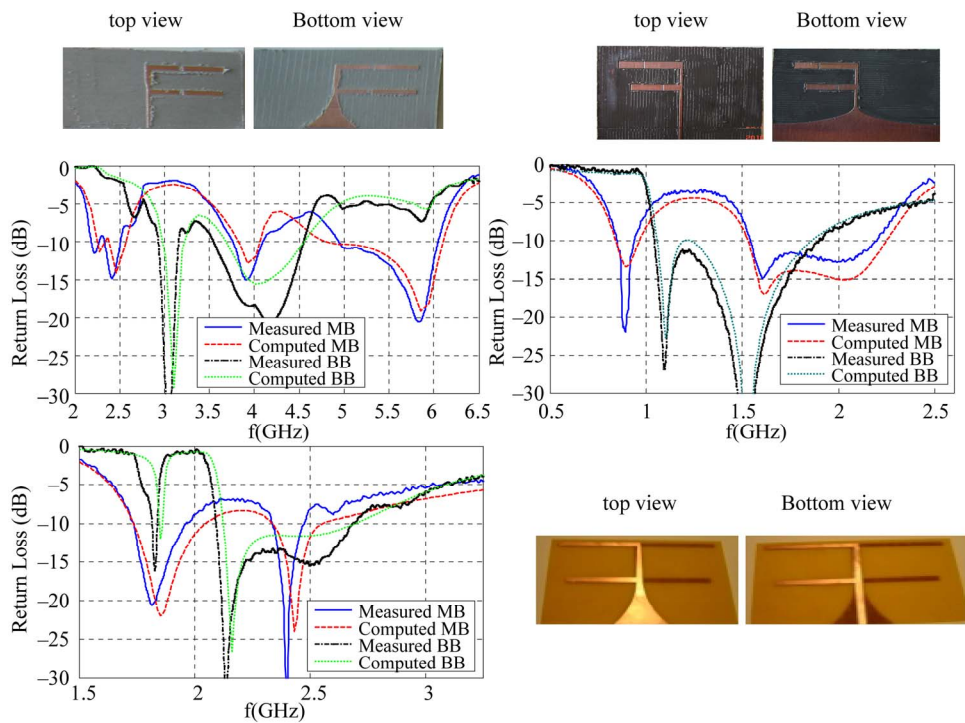 top view
Bottom view
top view
Bottom view
0
–5
–10
–15
–20
–25
–30
Return Loss (dB)
Measured MB
Computed MB
Measured BB
Computed BB
2 2.5 3 3.5 4 4.5 5 5.5 6 6.5
f(GHz)
0
–5
–10
–15
–20
–25
–30
Return Loss (dB)
Measured MB
Computed MB
Measured BB
Computed BB
0.5 1 1.5 2 2.5
f(GHz)
0
–5
–10
–15
–20
–25
–30
Return Loss (dB)
Measured MB
Computed MB
Measured BB
Computed BB
1.5 2 2.5 3
f(GHz)
top view
Bottom view